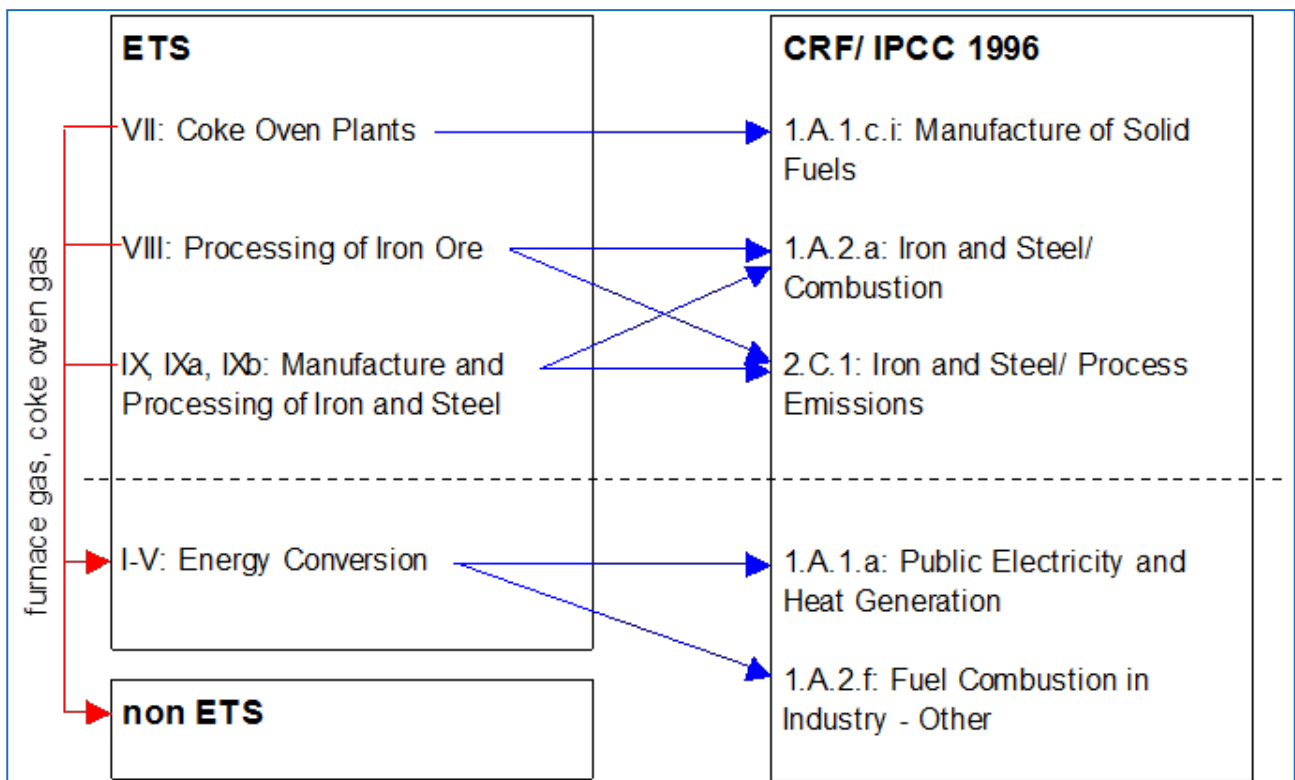 ETS
VII: Coke Oven Plants
VIII: Processing of Iron Ore
IX, IXa, IXb: Manufacture and
Processing of Iron and Steel
I-V: Energy Conversion
non ETS
furnace gas, coke oven gas
CRF/ IPCC 1996
1.A.1.c.i: Manufacture of Solid
Fuels
1.A.2.a: Iron and Steel/
Combustion
2.C.1: Iron and Steel/ Process
Emissions
1.A.1.a: Public Electricity and
Heat Generation
1.A.2.f: Fuel Combustion in
Industry - Other